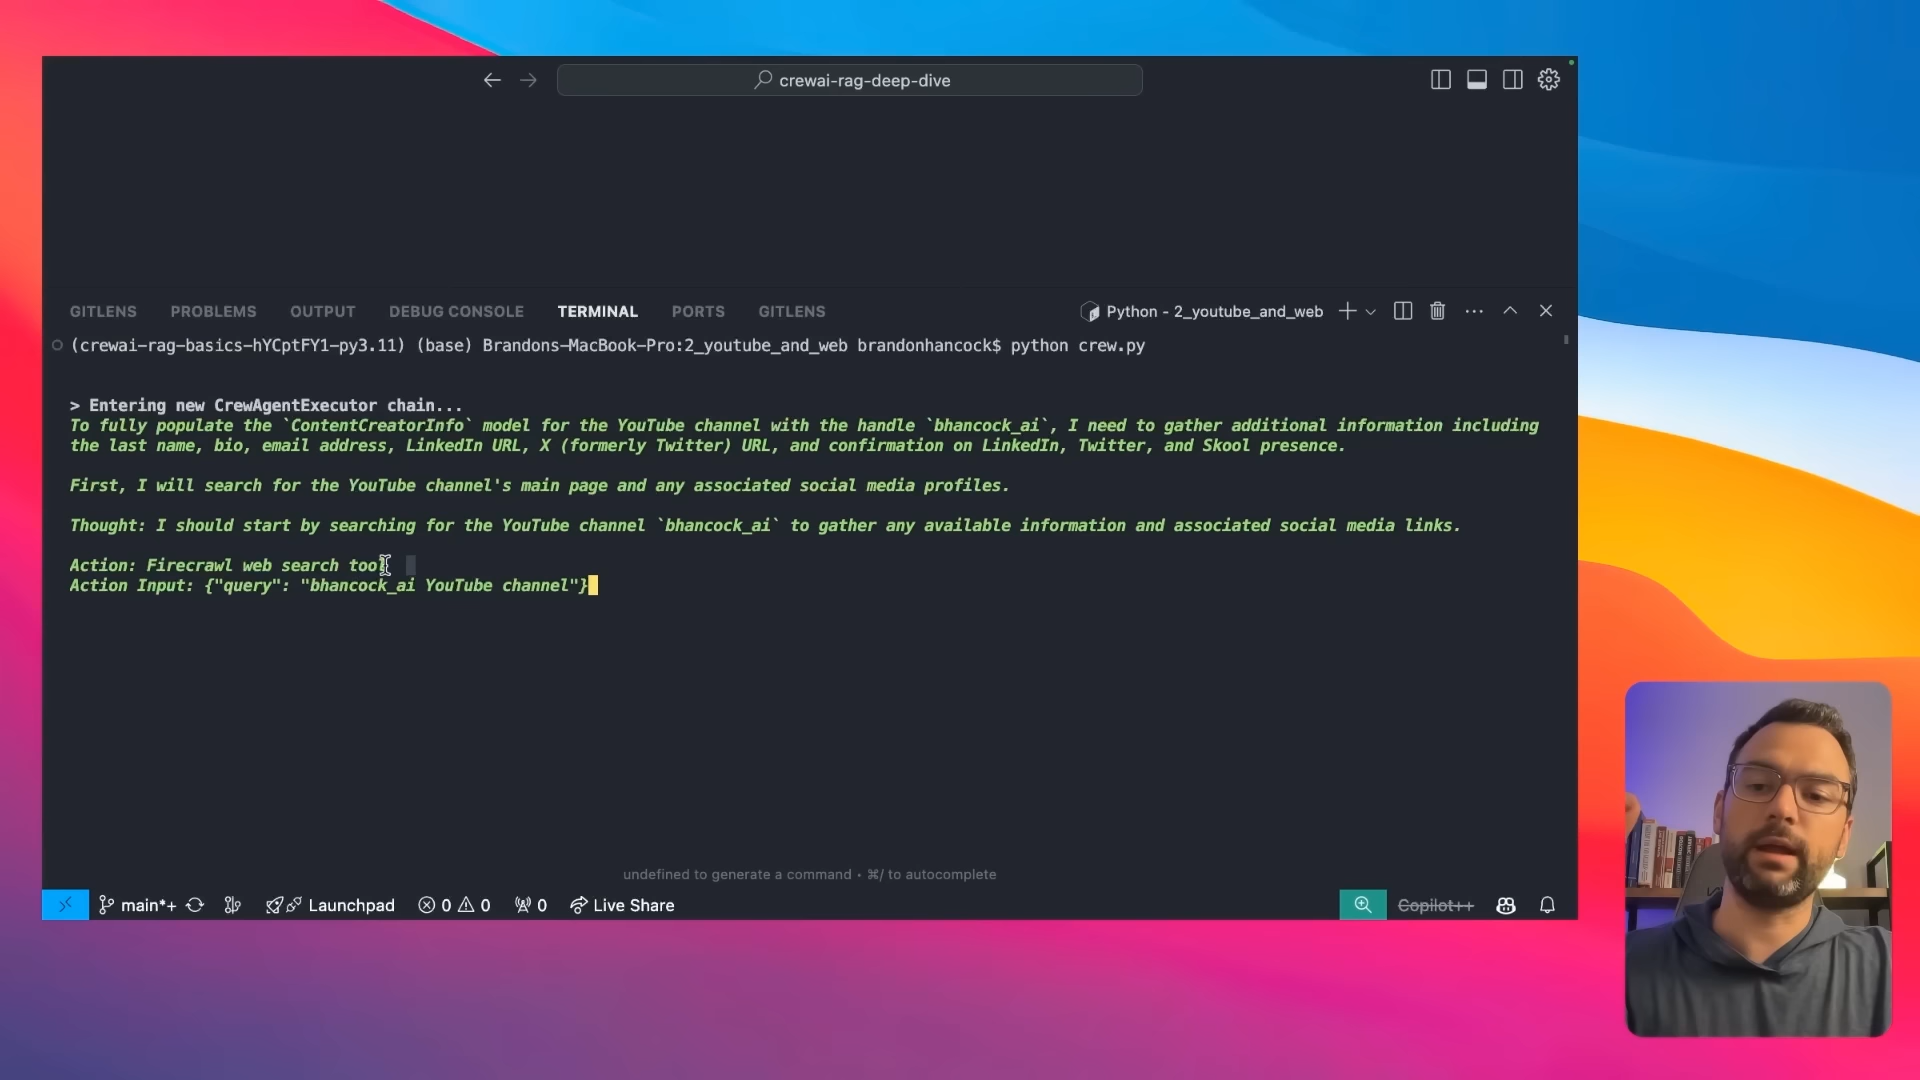 crewai-rag-deep-dive
GITLENS PROBLEMS OUTPUT DEBUG CONSOLE TERMINAL PORTS GITLENS Python - 2_youtube_and_web
(crewai-rag-basics-hYCptFY1-py3.11) (base) Brandons-MacBook-Pro:2_youtube_and_web brandonhancock$ python crew.py
> Entering new CrewAgentExecutor chain...
To fully populate the `ContentCreatorInfo` model for the YouTube channel with the handle `bhancock_ai`, I need to gather additional information including
the last name, bio, email address, LinkedIn URL, X (formerly Twitter) URL, and confirmation on LinkedIn, Twitter, and Skool presence.
First, I will search for the YouTube channel's main page and any associated social media profiles.
Thought: I should start by searching for the YouTube channel `bhancock_ai` to gather any available information and associated social media links.
Action: Firecrawl web search tool
Action Input: {"query": "bhancock_ai YouTube channel"}
undefined to generate a command • ⌘/ to autocomplete
main*+ Launchpad 0 0 0 Live Share Copilot++